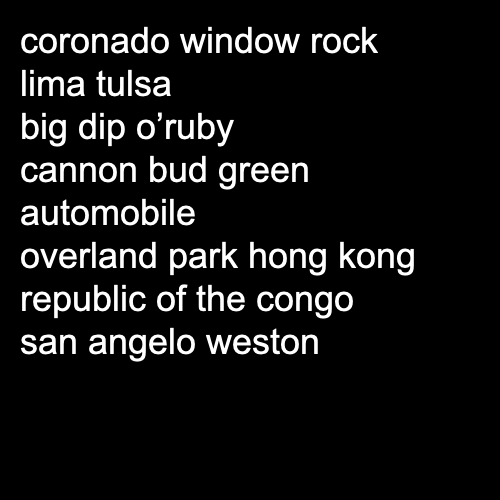 coronado window rock
lima tulsa
big dip o’ruby
cannon bud green
automobile
overland park hong kong
republic of the congo
san angelo weston